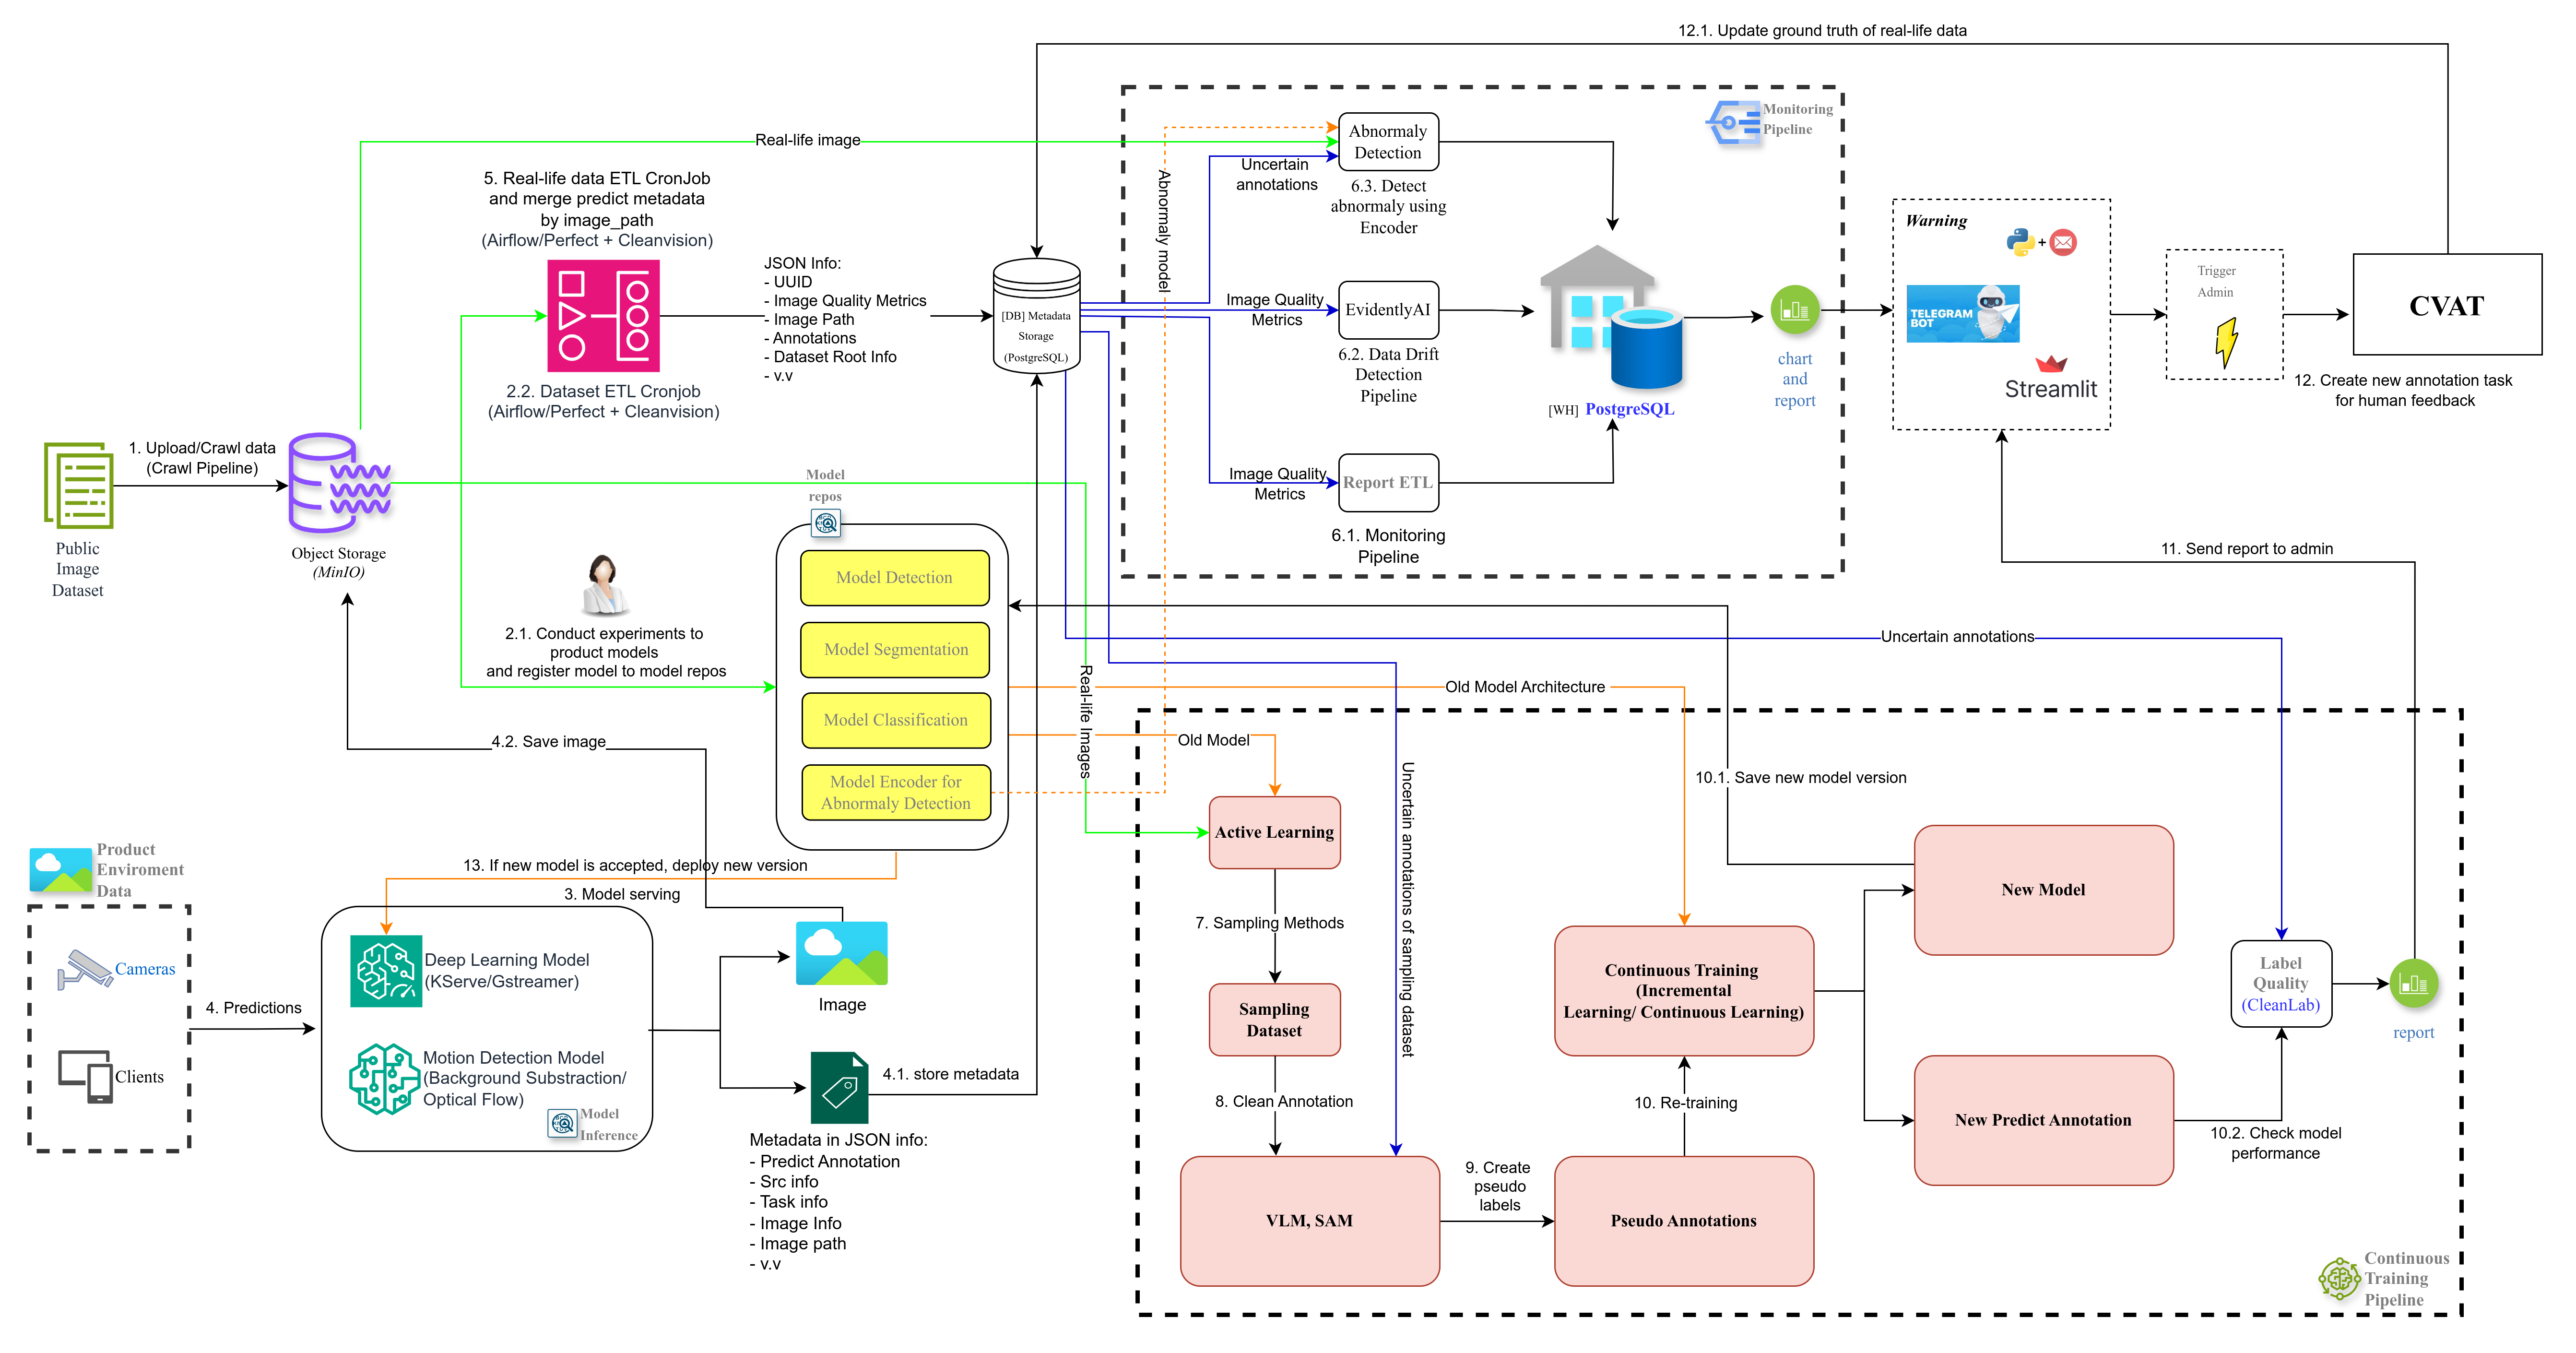 12.1. Update ground truth of real-life data
Monitoring
Pipeline
Real-life image
Abnormaly
Detection
Uncertain
annotations
6.3. Detect
abnormaly using
Encoder
Abnormaly model
5. Real-life data ETL CronJob
and merge predict metadata
by image_path
(Airflow/Perfect + Cleanvision)
2.2. Dataset ETL Cronjob
(Airflow/Perfect + Cleanvision)
JSON Info:
- UUID
- Image Quality Metrics
- Image Path
- Annotations
- Dataset Root Info
- v.v
[DB] Metadata
Storage
(PostgreSQL)
Image Quality
Metrics
EvidentlyAI
6.2. Data Drift
Detection
Pipeline
[WH] PostgreSQL
chart
and
report
Warning
+
TELEGRAM
BOT
Streamlit
Trigger
Admin
CVAT
12. Create new annotation task
for human feedback
Image Quality
Metrics
Report ETL
6.1. Monitoring
Pipeline
1. Upload/Crawl data
(Crawl Pipeline)
Public
Image
Dataset
Object Storage
(MinIO)
Model
repos
Model Detection
Model Segmentation
Model Classification
Model Encoder for
Abnormaly Detection
2.1. Conduct experiments to
product models
and register model to model repos
11. Send report to admin
Uncertain annotations
Old Model Architecture
Old Model
Real-life Images
Uncertain annotations of sampling dataset
4.2. Save image
10.1. Save new model version
Product
Enviroment
Data
Cameras
Clients
4. Predictions
13. If new model is accepted, deploy new version
3. Model serving
Deep Learning Model
(KServe/Gstreamer)
Motion Detection Model
(Background Substraction/
Optical Flow)
Model
Inference
Image
4.1. store metadata
Metadata in JSON info:
- Predict Annotation
- Src info
- Task info
- Image Info
- Image path
- v.v
Active Learning
7. Sampling Methods
Sampling
Dataset
8. Clean Annotation
VLM, SAM
9. Create
pseudo
labels
Pseudo Annotations
10. Re-training
Continuous Training
(Incremental
Learning/ Continuous Learning)
New Model
New Predict Annotation
10.2. Check model
performance
Label
Quality
(CleanLab)
report
Continuous
Training
Pipeline